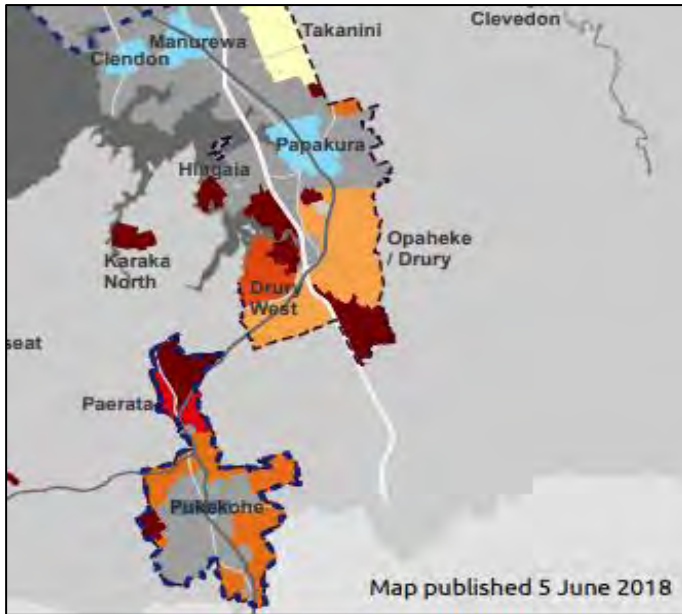 Clevedon
Takanini
Manurewa
Clendon
Papakura
Hingaia
Opaheke
/ Drury
Karaka
North
Drury
West
seat
Paerata
Pukekohe
Map published 5 June 2018